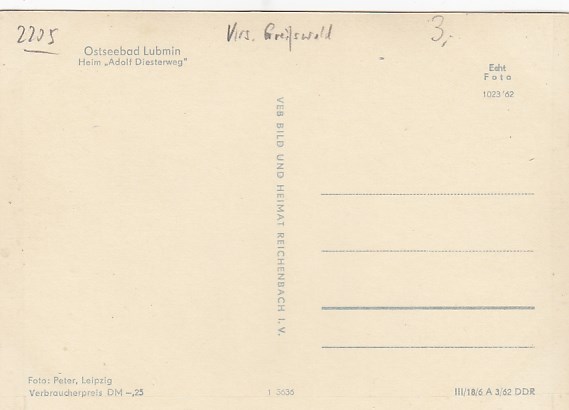 2205
Krs. Greifswald
3,-
Ostseebad Lubmin
Heim „Adolf Diesterweg"
Echt
Foto
1023/62
VEB BILD UND HEIMAT REICHENBACH I. V.
Foto: Peter, Leipzig
Verbraucherpreis DM –,25
1 3636
III/18/6 A 3/62 DDR